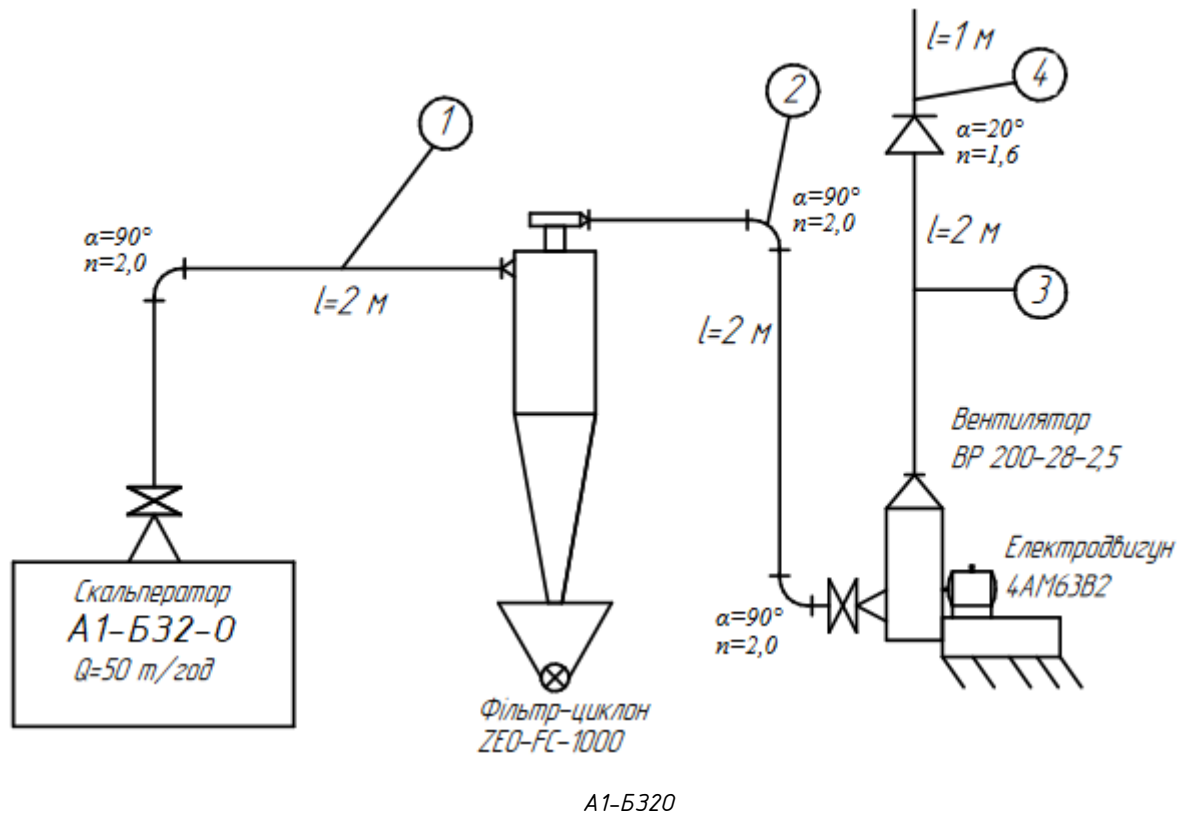 l=1 м
4
α=20°
n=1,6
2
1
α=90°
n=2,0
α=90°
n=2,0
l=2 м
l=2 м
3
l=2 м
Вентилятор
ВР 200-28-2,5
Електродвигун
4АМ63В2
Скальператор
А1-БЗ2-О
Q=50 т/год
α=90°
n=2,0
Фільтр-циклон
ZEO-FC-1000
А1-БЗ2О